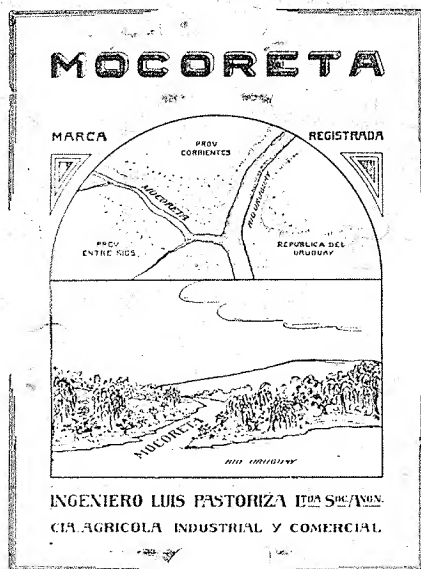 MOCORETA
MARCA REGISTRADA
PROV
CORRIENTES
MOCORETA
RIO URUGUAY
PROV
ENTRE RIOS
REPUBLICA DEL
URUGUAY
MOCORETA
RIO URUGUAY
INGENIERO LUIS PASTORIZA LTDA SOC. ANON.
CIA. AGRICOLA INDUSTRIAL Y COMERCIAL